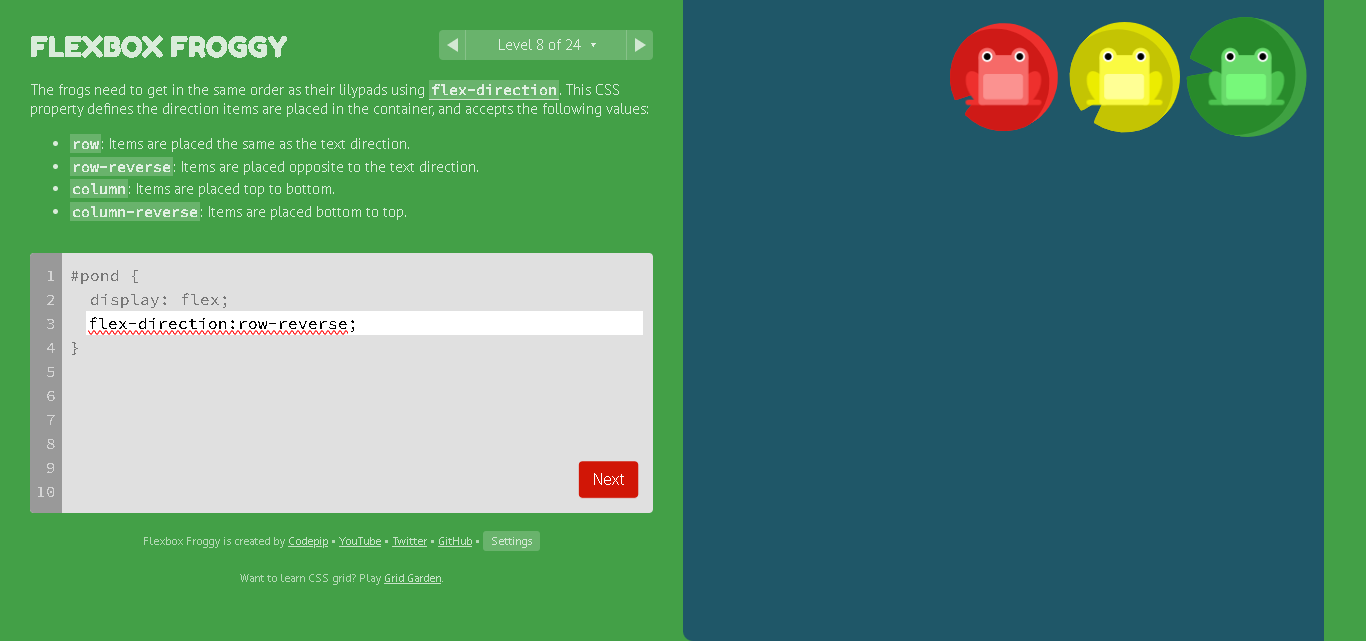 FLEXBOX FROGGY
Level 8 of 24 ▾
The frogs need to get in the same order as their lilypads using flex-direction. This CSS
property defines the direction items are placed in the container, and accepts the following values:
• row: Items are placed the same as the text direction.
• row-reverse: Items are placed opposite to the text direction.
• column: Items are placed top to bottom.
• column-reverse: Items are placed bottom to top.
1 #pond {
2 display: flex;
3 flex-direction:row-reverse;
4 }
5
6
7
8
9
10
Next
Flexbox Froggy is created by Codepip • YouTube • Twitter • GitHub • Settings
Want to learn CSS grid? Play Grid Garden.